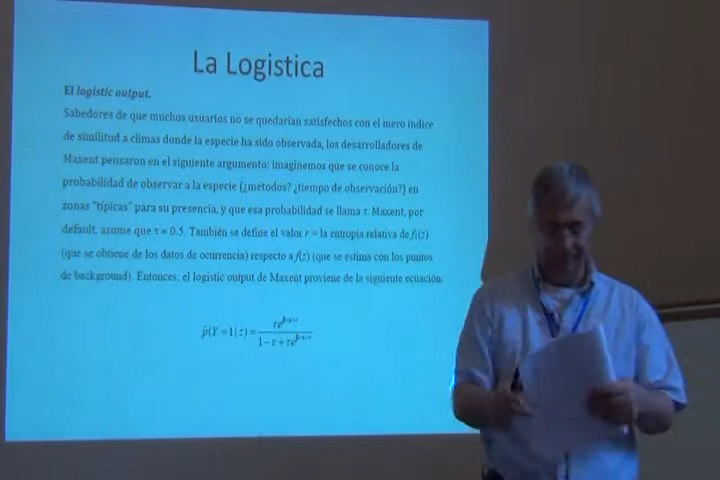 La Logistica
El logistic output.
Sabedores de que muchos usuarios no se quedarían satisfechos con el mero índice
de similitud a climas donde la especie ha sido observada, los desarrolladores de
Maxent pensaron en el siguiente argumento: imaginemos que se conoce la
probabilidad de observar a la especie (¿metodos? ¿tiempo de observación?) en
zonas "típicas" para su presencia, y que esa probabilidad se llama τ. Maxent, por
default, asume que τ = 0.5. También se define el valor r = la entropia relativa de f₁(z)
(que se obtiene de los datos de ocurrencia) respecto a f(z) (que se estima con los puntos
de background). Entonces, el logistic output de Maxent proviene de la siguiente ecuación: